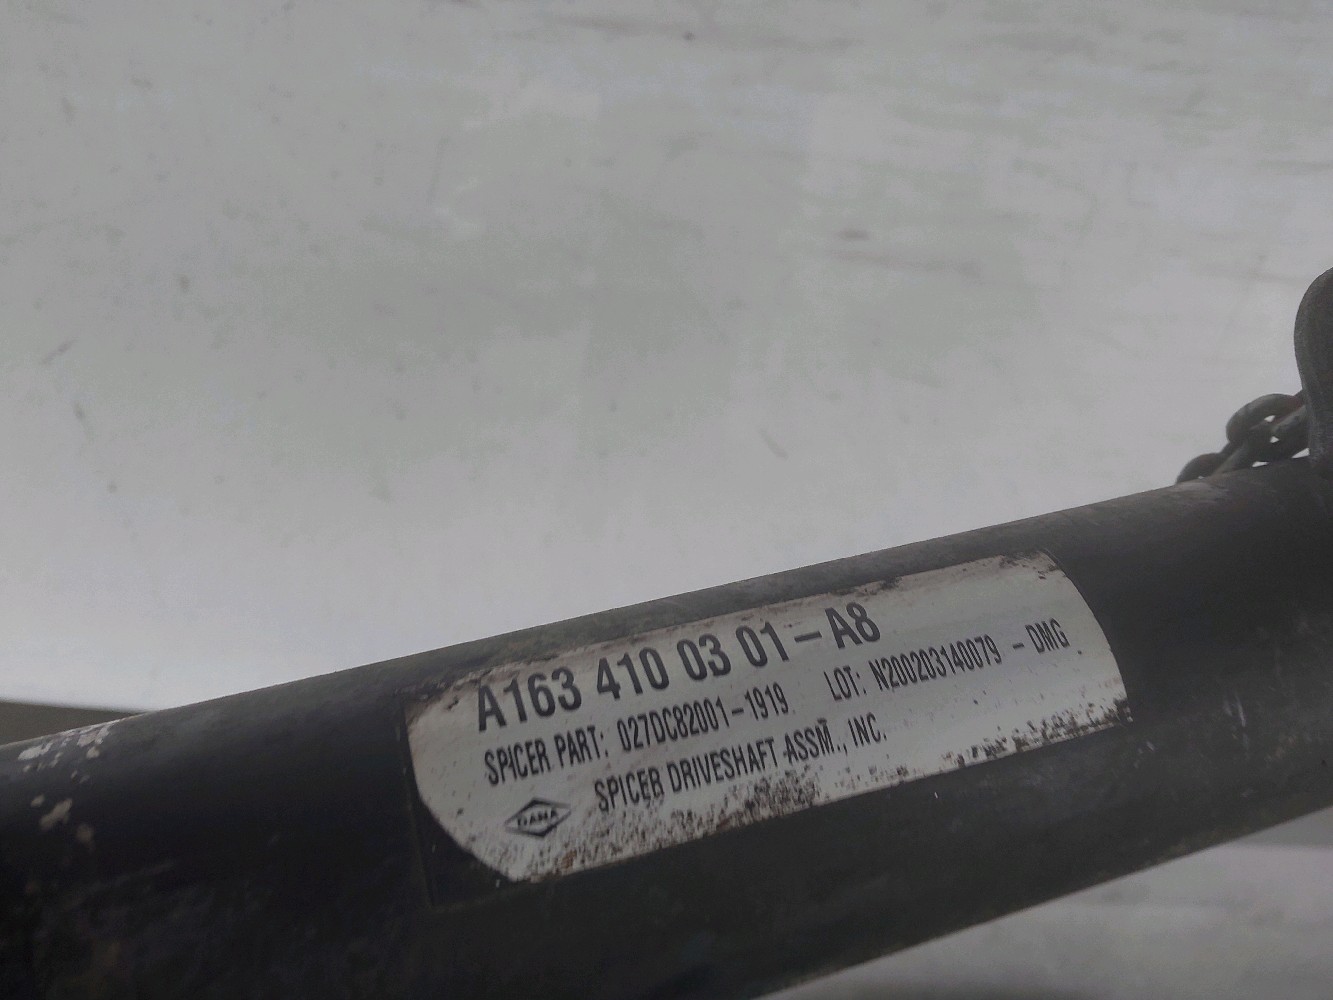 A163 410 03 01-A8
SPICER PART: 027DC82001-1919 LOT: N200203140079 - DMG
SPICER DRIVESHAFT ASSM., INC.
DANA